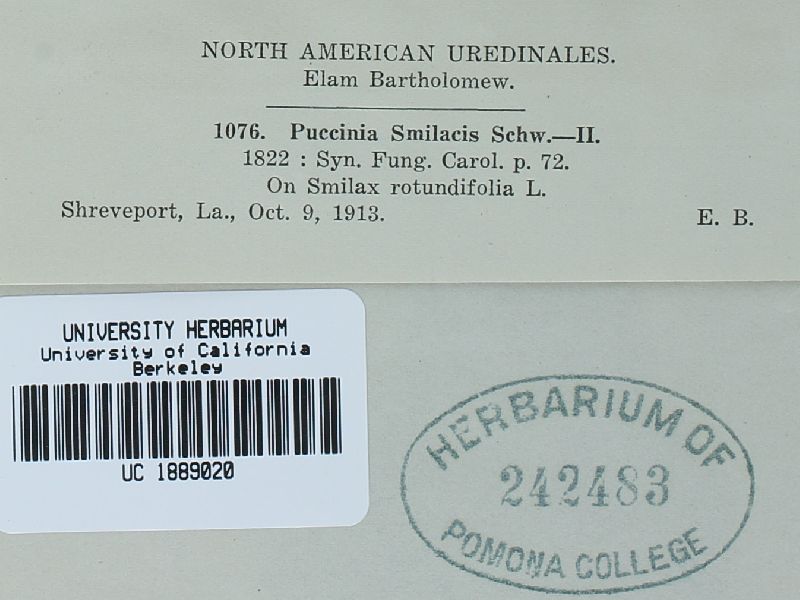 NORTH AMERICAN UREDINALES.
Elam Bartholomew.
1076. Puccinia Smilacis Schw.—II.
1822 : Syn. Fung. Carol. p. 72.
On Smilax rotundifolia L.
Shreveport, La., Oct. 9, 1913. E. B.
UNIVERSITY HERBARIUM
University of California
Berkeley
UC 1889020
HERBARIUM OF
242483
POMONA COLLEGE